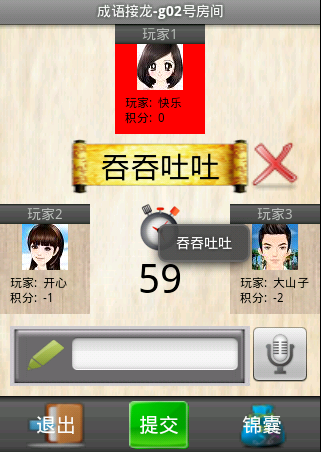 成语接龙-g02号房间
玩家1
玩家: 快乐
积分: 0
吞吞吐吐
玩家2
玩家3
吞吞吐吐
玩家: 开心
积分: -1
59
玩家: 大山子
积分: -2
退出
提交
锦囊